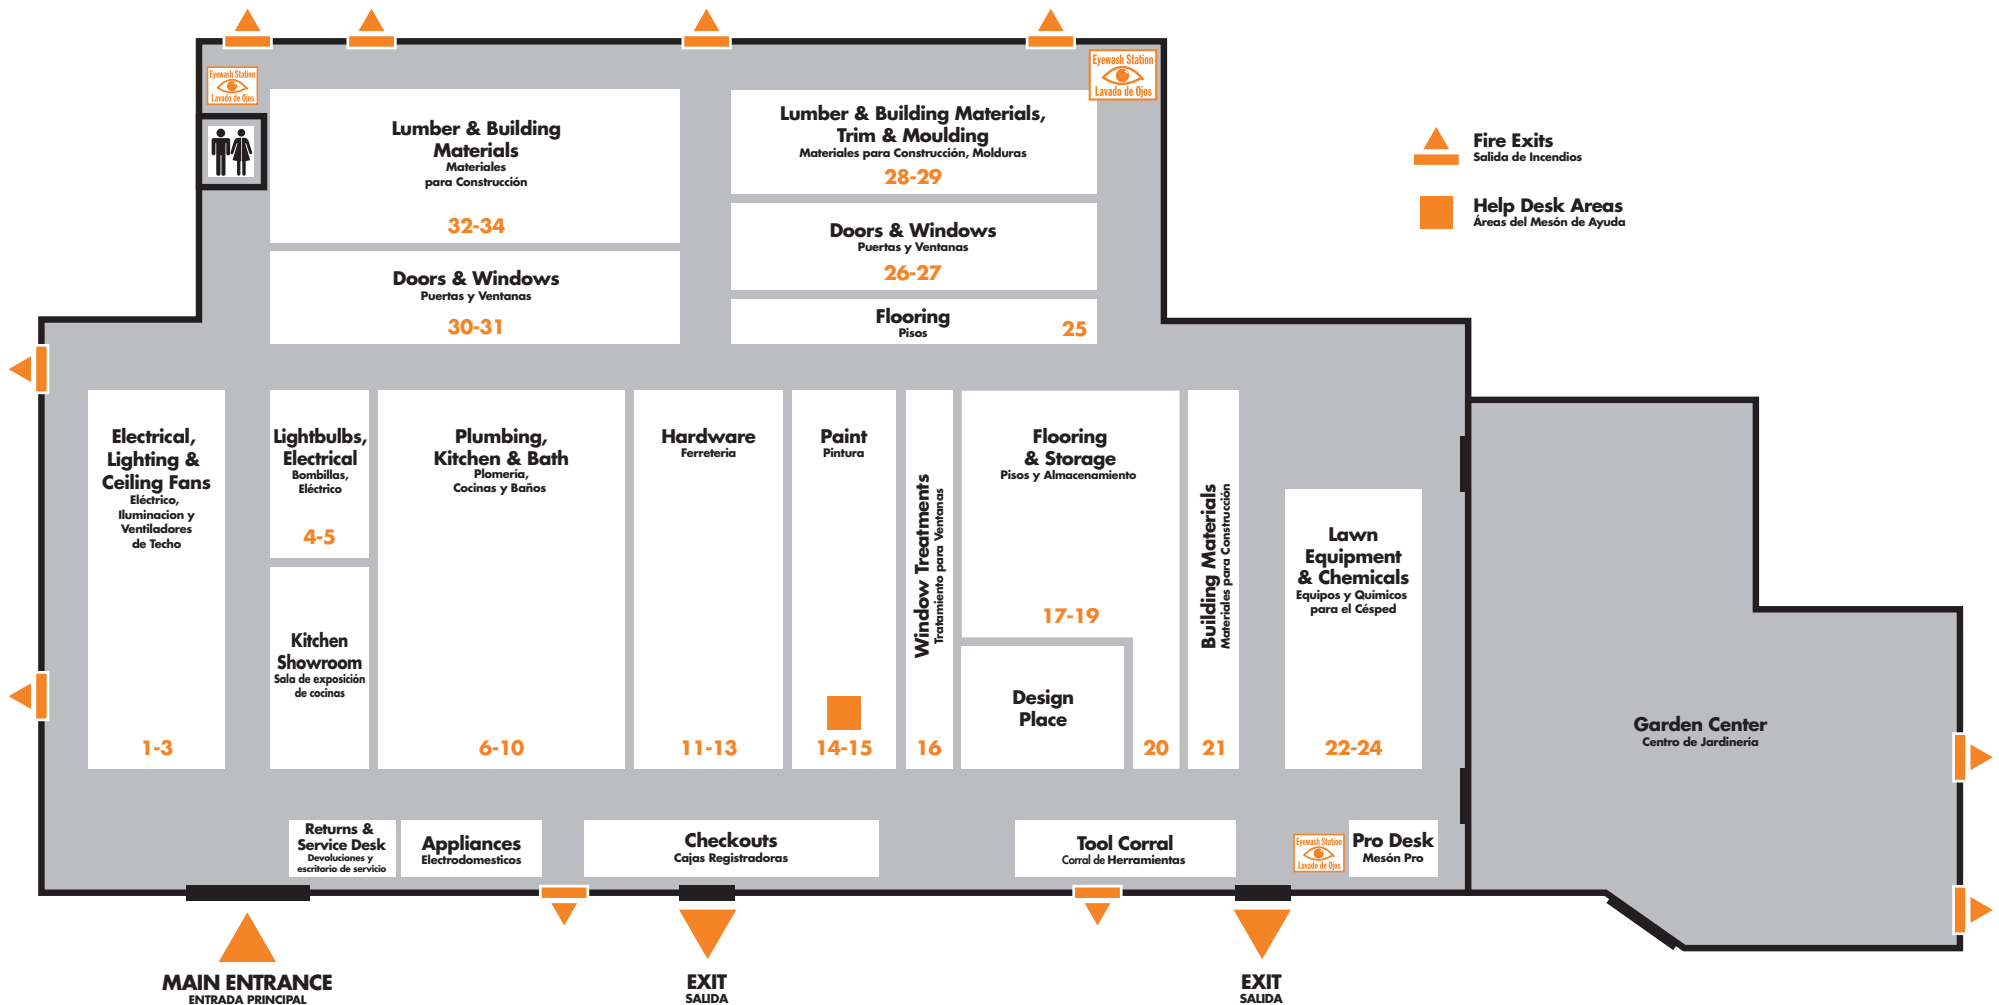 Eyewash Station
Lavado de Ojos
Eyewash Station
Lavado de Ojos
Lumber & Building
Materials
Materiales
para Construcción
32-34
Lumber & Building Materials,
Trim & Moulding
Materiales para Construcción, Molduras
28-29
Fire Exits
Salida de Incendios
Help Desk Areas
Áreas del Mesón de Ayuda
Doors & Windows
Puertas y Ventanas
26-27
Doors & Windows
Puertas y Ventanas
30-31
Flooring
Pisos
25
Electrical,
Lighting &
Ceiling Fans
Eléctrico,
Iluminacion y
Ventiladores
de Techo
1-3
Lightbulbs,
Electrical
Bombillas,
Eléctrico
4-5
Kitchen
Showroom
Sala de exposición
de cocinas
Plumbing,
Kitchen & Bath
Plomería,
Cocinas y Baños
6-10
Hardware
Ferreteria
11-13
Paint
Pintura
14-15
Window Treatments
Tratamiento para Ventanas
16
Flooring
& Storage
Pisos y Almacenamiento
17-19
Design
Place
20
Building Materials
Materiales para Construcción
21
Lawn
Equipment
& Chemicals
Equipos y Químicos
para el Césped
22-24
Garden Center
Centro de Jardinería
Returns &
Service Desk
Devoluciones y
escritorio de servicio
Appliances
Electrodomesticos
Checkouts
Cajas Registradoras
Tool Corral
Corral de Herramientas
Eyewash Station
Lavado de Ojos
Pro Desk
Mesón Pro
MAIN ENTRANCE
ENTRADA PRINCIPAL
EXIT
SALIDA
EXIT
SALIDA